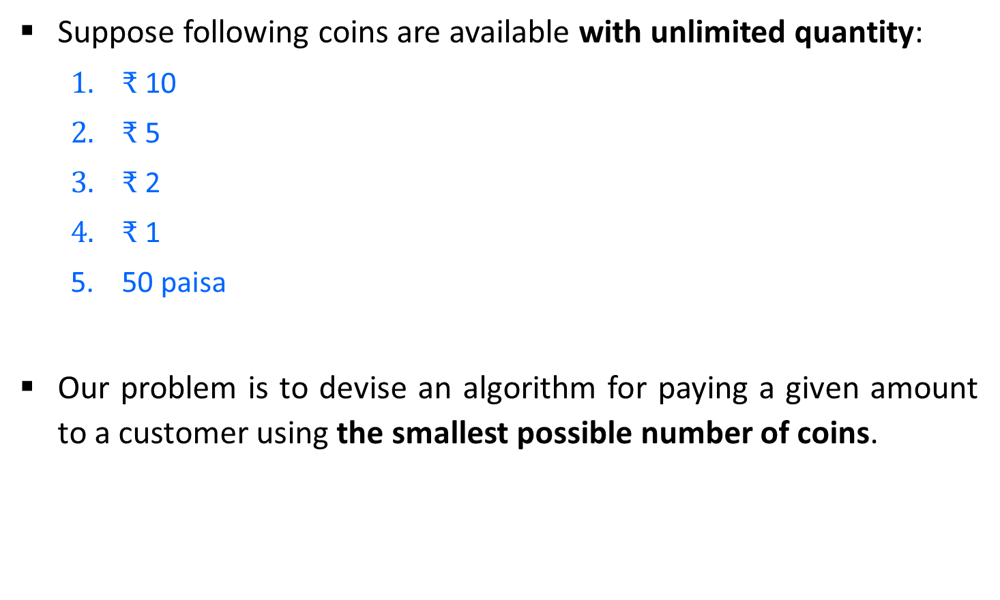 ▪ Suppose following coins are available with unlimited quantity:
1. ₹ 10
2. ₹ 5
3. ₹ 2
4. ₹ 1
5. 50 paisa
▪ Our problem is to devise an algorithm for paying a given amount
to a customer using the smallest possible number of coins.